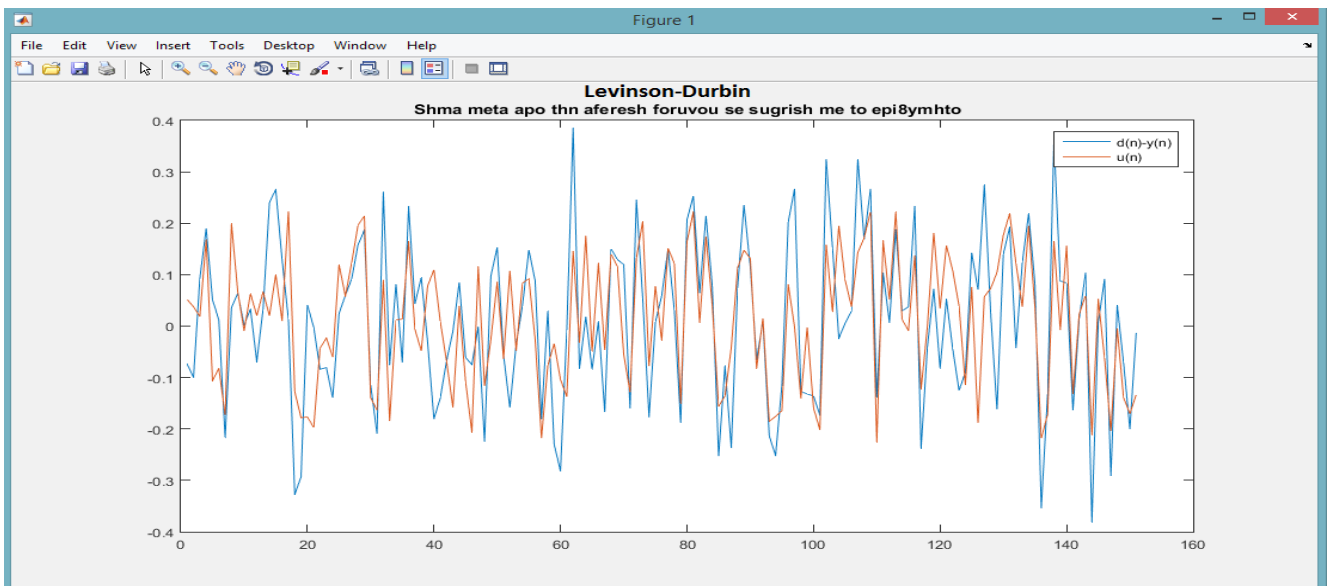 Figure 1
File Edit View Insert Tools Desktop Window Help
Levinson-Durbin
Shma meta apo thn aferesh foruvou se sugrish me to epi8ymhto
d(n)-y(n)
u(n)
0.4
0.3
0.2
0.1
0
-0.1
-0.2
-0.3
-0.4
0 20 40 60 80 100 120 140 160